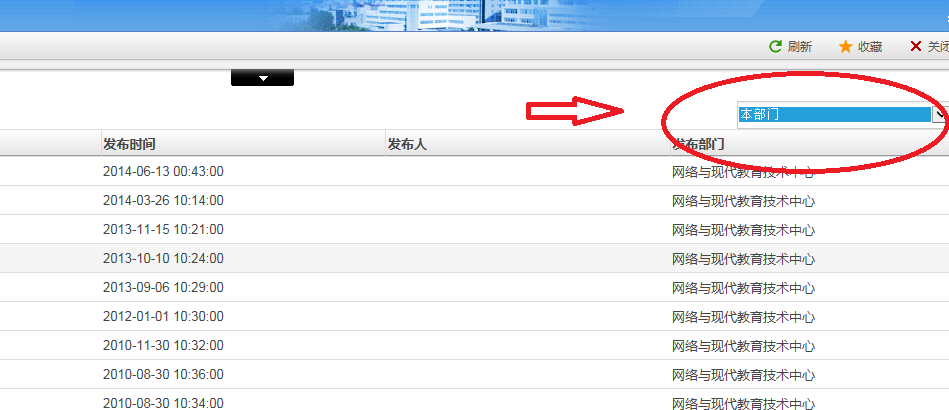 刷新 收藏 关闭
本部门
发布时间 发布人 发布部门
2014-06-13 00:43:00 网络与现代教育技术中心
2014-03-26 10:14:00 网络与现代教育技术中心
2013-11-15 10:21:00 网络与现代教育技术中心
2013-10-10 10:24:00 网络与现代教育技术中心
2013-09-06 10:29:00 网络与现代教育技术中心
2012-01-01 10:30:00 网络与现代教育技术中心
2010-11-30 10:32:00 网络与现代教育技术中心
2010-08-30 10:36:00 网络与现代教育技术中心
2010-08-30 10:34:00 网络与现代教育技术中心